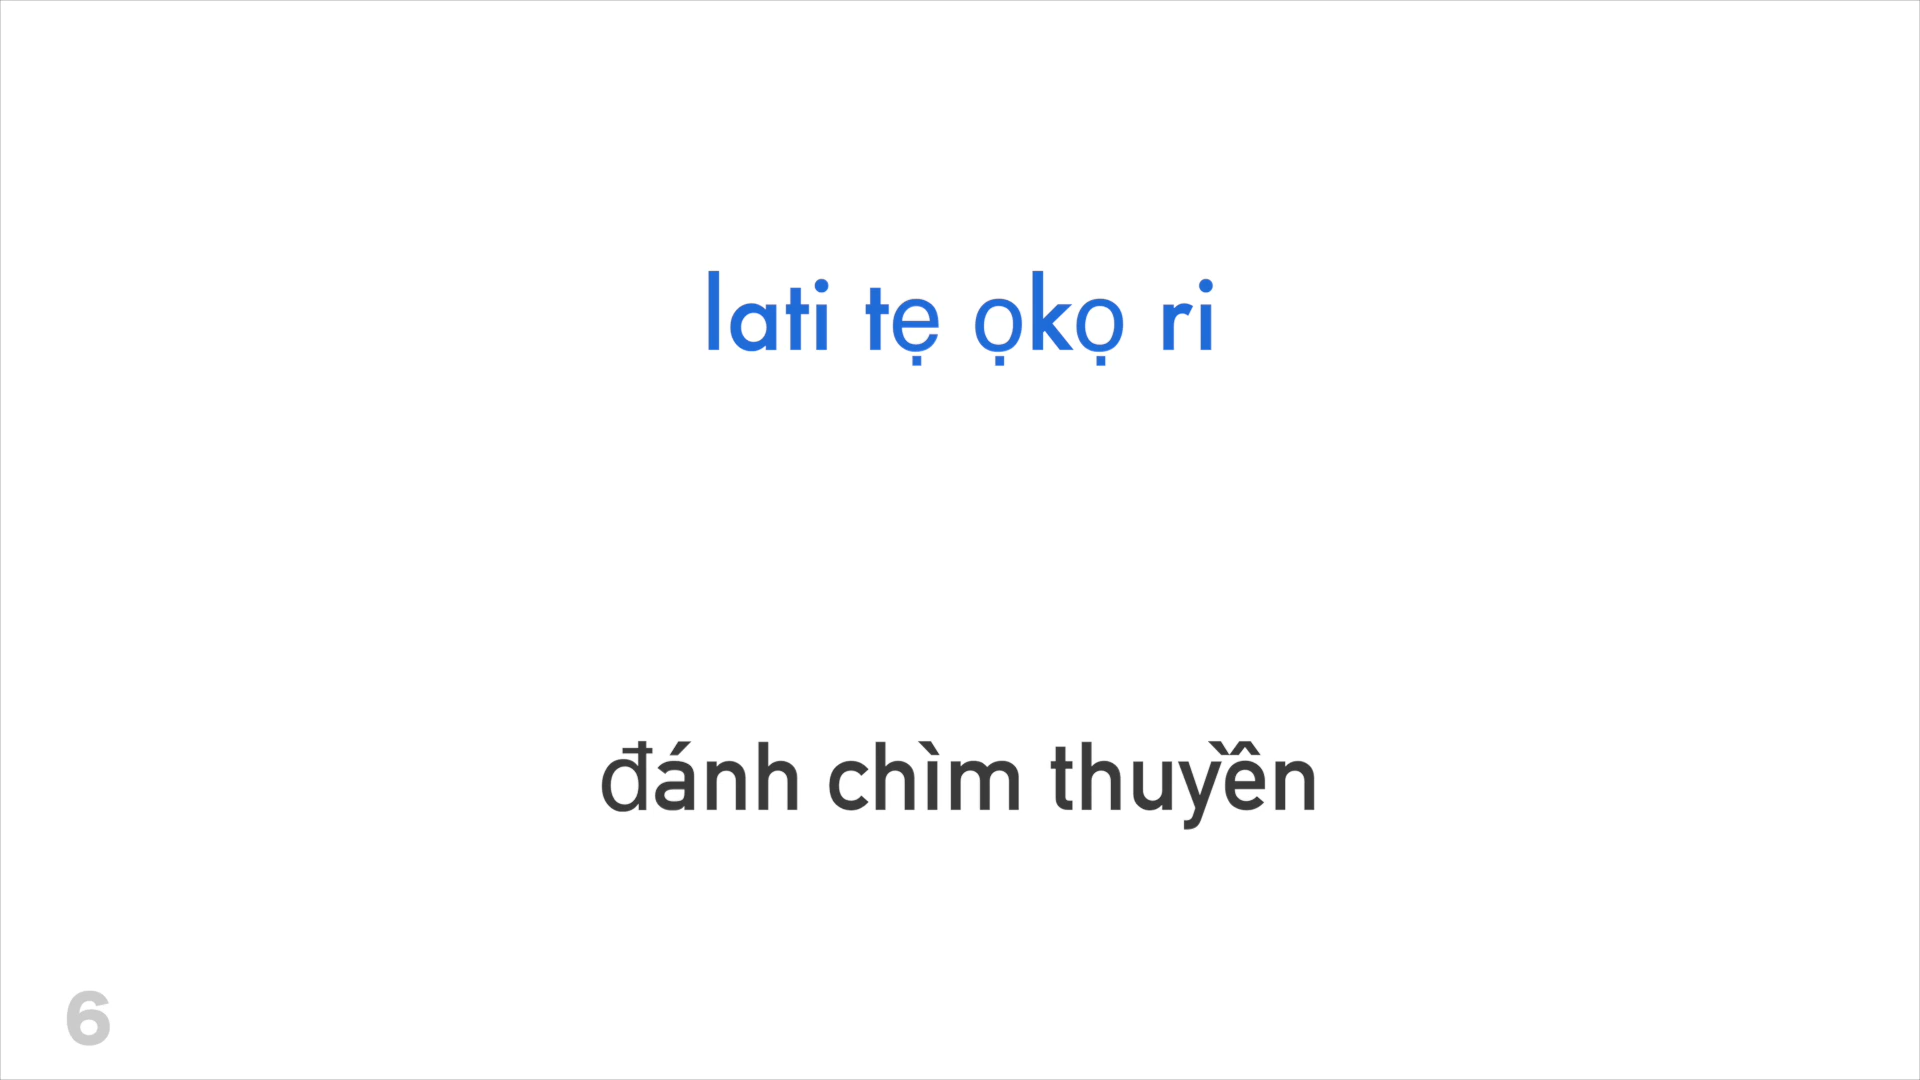 lati tẹ ọkọ ri
đánh chìm thuyền
6